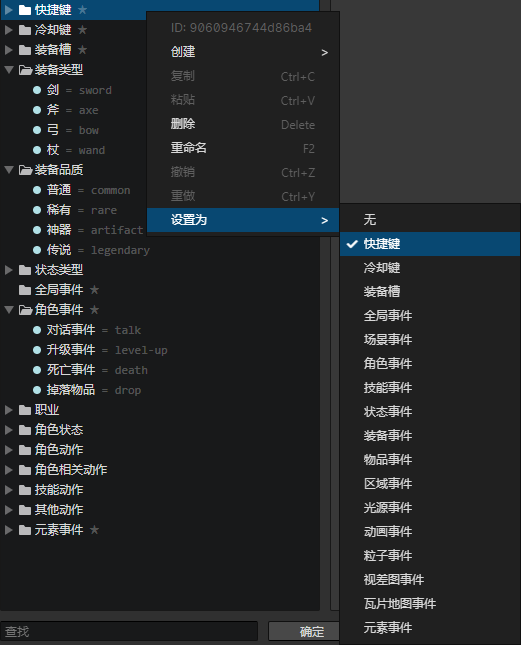 快捷键 ★
冷却键 ★
装备槽 ★
装备类型
剑 = sword
斧 = axe
弓 = bow
杖 = wand
装备品质
普通 = common
稀有 = rare
神器 = artifact
传说 = legendary
状态类型
全局事件 ★
角色事件 ★
对话事件 = talk
升级事件 = level-up
死亡事件 = death
掉落物品 = drop
职业
角色状态
角色动作
角色相关动作
技能动作
其他动作
元素事件 ★
查找
确定
ID: 9060946744d86ba4
创建 >
复制 Ctrl+C
粘贴 Ctrl+V
删除 Delete
重命名 F2
撤销 Ctrl+Z
重做 Ctrl+Y
设置为 >
无
快捷键
冷却键
装备槽
全局事件
场景事件
角色事件
技能事件
状态事件
装备事件
物品事件
区域事件
光源事件
动画事件
粒子事件
视差图事件
瓦片地图事件
元素事件